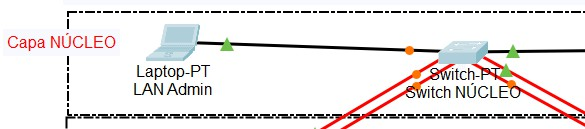 Capa NÚCLEO
Laptop-PT
LAN Admin
Switch-PT
Switch NÚCLEO